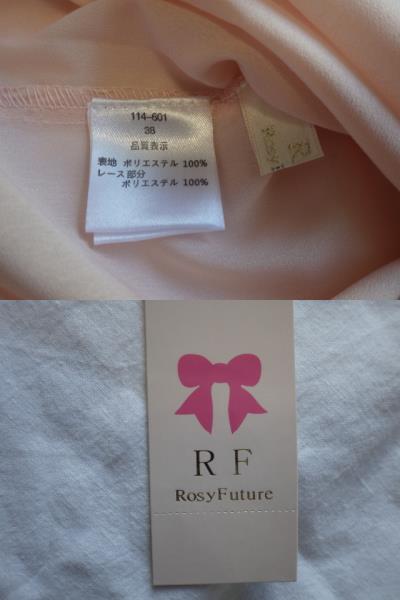 114-601
38
品質表示
表地 ポリエステル 100%
レース部分
ポリエステル 100%
Rosy
R F
RosyFuture